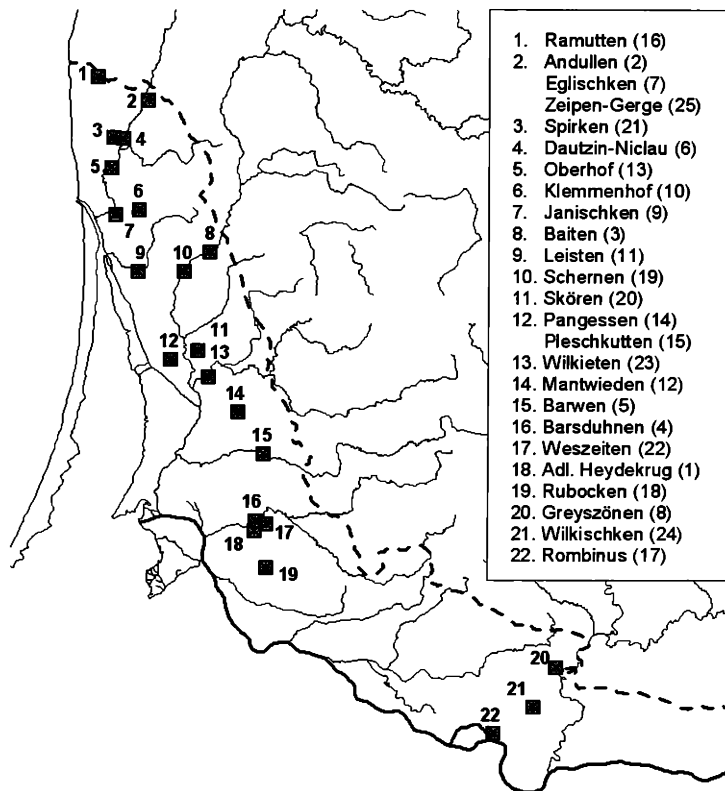 1. Ramutten (16)
2. Andullen (2)
Eglischken (7)
Zeipen-Gerge (25)
3. Spirken (21)
4. Dautzin-Niclau (6)
5. Oberhof (13)
6. Klemmenhof (10)
7. Janischken (9)
8. Baiten (3)
9. Leisten (11)
10. Schernen (19)
11. Skören (20)
12. Pangessen (14)
Pleschkutten (15)
13. Wilkieten (23)
14. Mantwieden (12)
15. Barwen (5)
16. Barsduhnen (4)
17. Weszeiten (22)
18. Adl. Heydekrug (1)
19. Rubocken (18)
20. Greyszönen (8)
21. Wilkischken (24)
22. Rombinus (17)
1
2
3
4
5
6
7
8
9
10
11
12
13
14
15
16
17
18
19
20
21
22